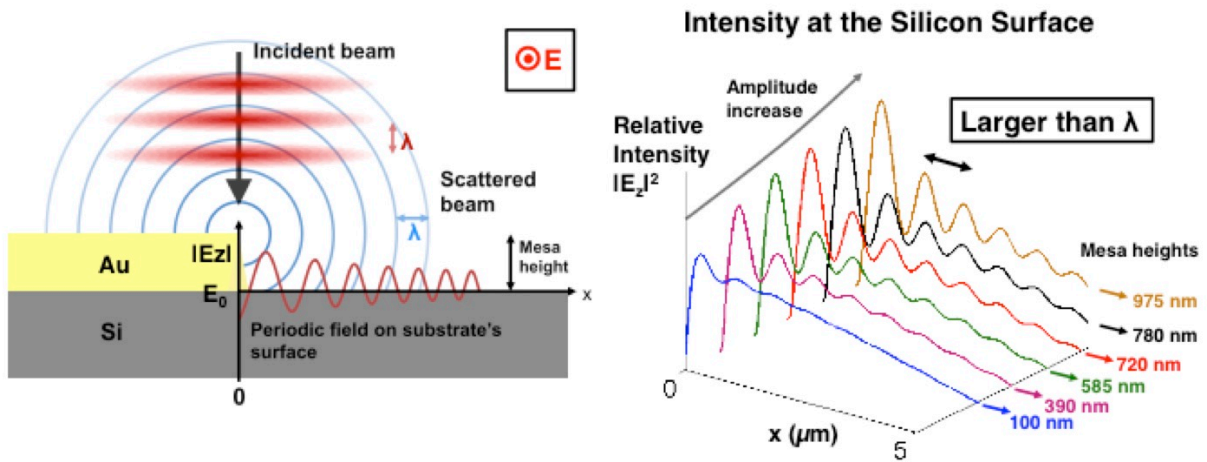 Incident beam
⊙E
λ
Scattered
beam
λ
Au
|Ez|
Mesa
height
E₀
x
Si
Periodic field on substrate's
surface
0
Intensity at the Silicon Surface
Amplitude
increase
Larger than λ
Relative
Intensity
|E_z|²
Mesa heights
975 nm
780 nm
720 nm
585 nm
390 nm
100 nm
0
x (µm)
5